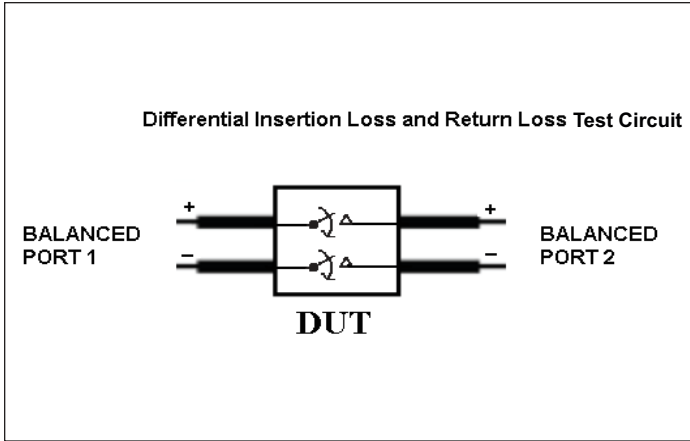 Differential Insertion Loss and Return Loss Test Circuit
+ +
BALANCED
PORT 1
BALANCED
PORT 2
– –
DUT